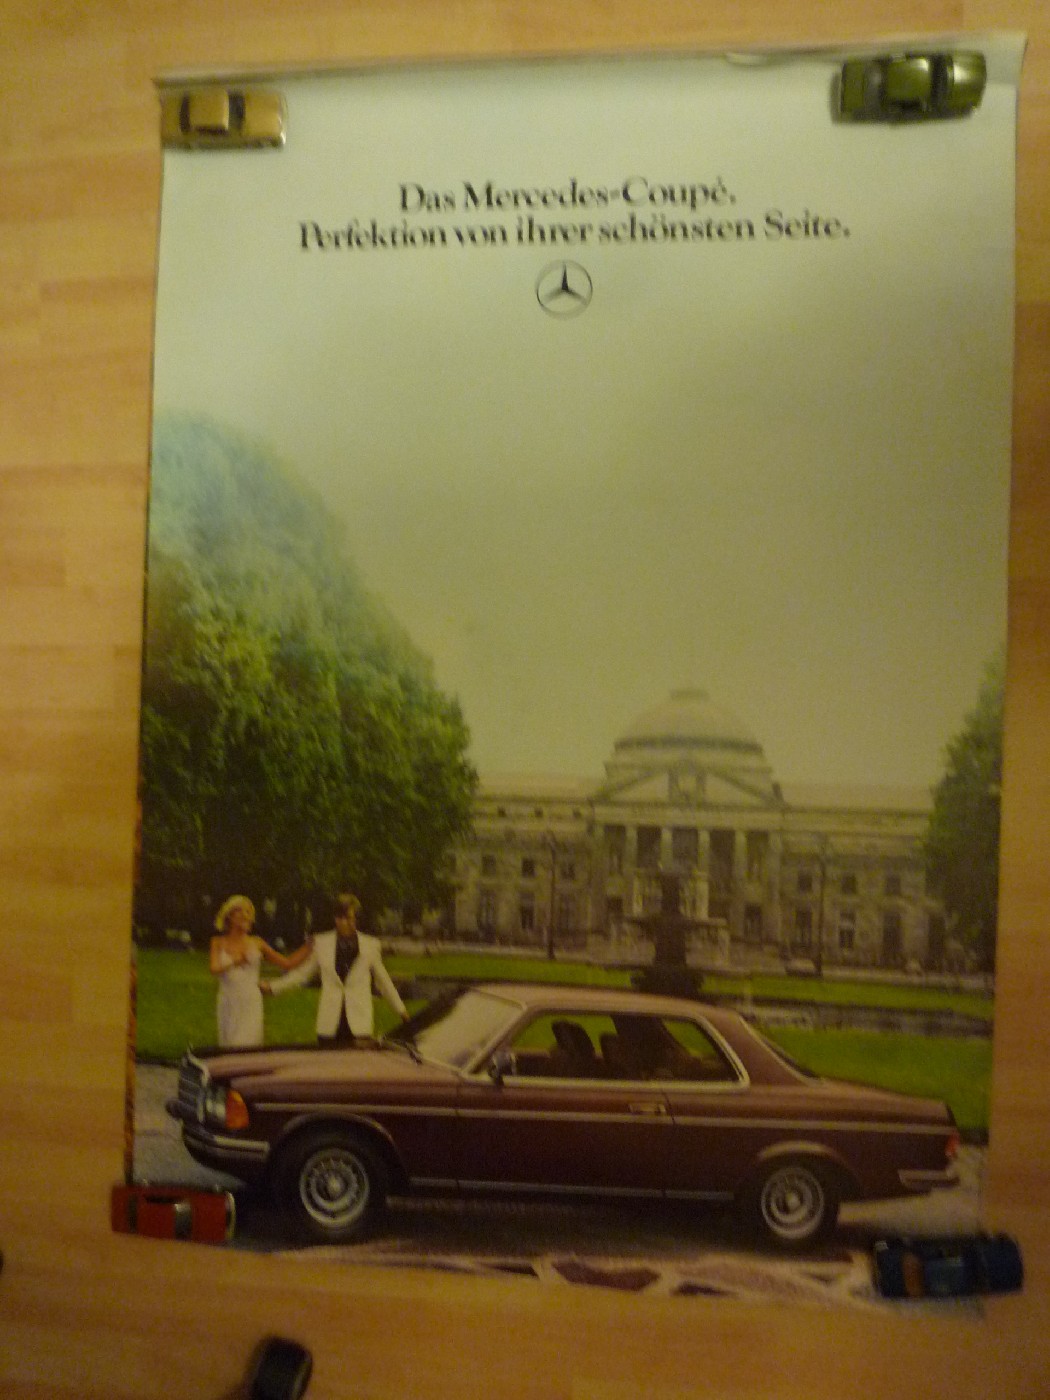 Das Mercedes-Coupé.
Perfektion von ihrer schönsten Seite.